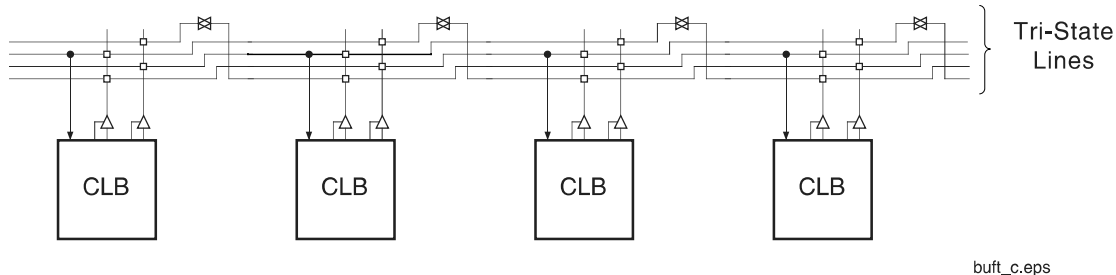 Tri-State
Lines
CLB
CLB
CLB
CLB
buft_c.eps